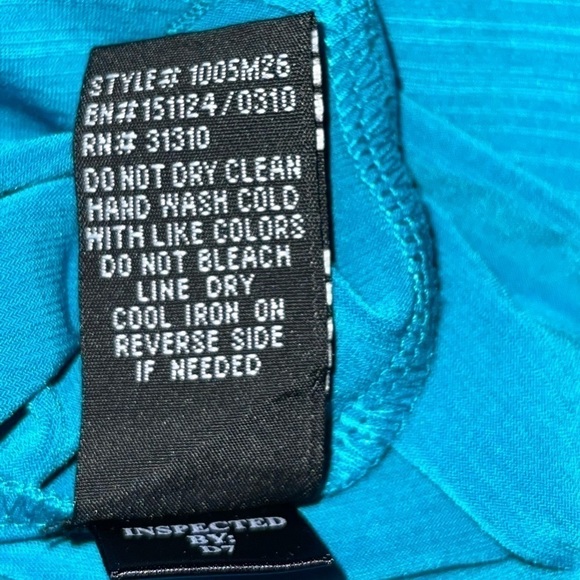 STYLE# 1005M26
BN#151124/0310
RN# 31310
DO NOT DRY CLEAN
HAND WASH COLD
WITH LIKE COLORS
DO NOT BLEACH
LINE DRY
COOL IRON ON
REVERSE SIDE
IF NEEDED
INSPECTED
BY:
D7